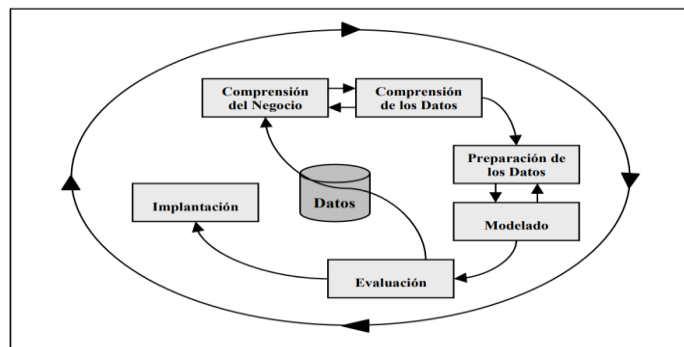 Comprensión
del Negocio
Comprensión
de los Datos
Preparación de
los Datos
Modelado
Datos
Implantación
Evaluación